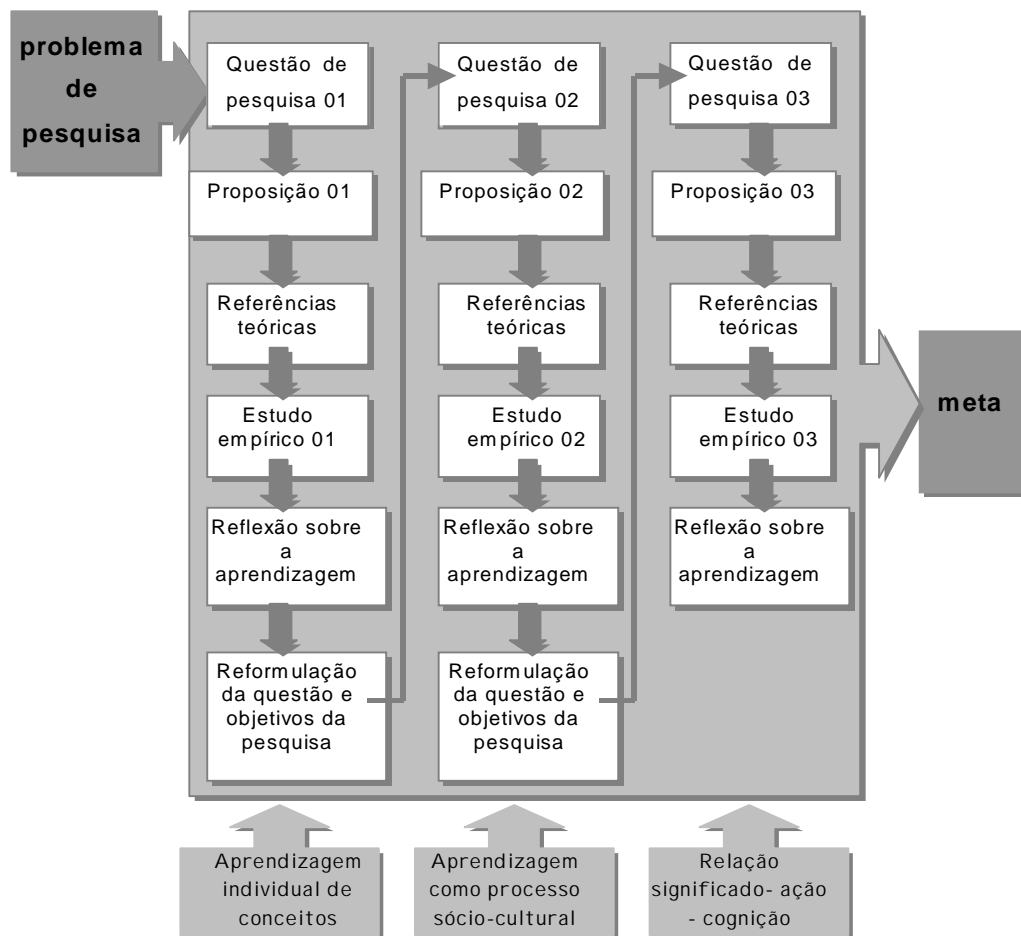 problema
de
pesquisa
Questão de
pesquisa 01
Proposição 01
Referências
teóricas
Estudo
empírico 01
Reflexão sobre
a
aprendizagem
Reformulação
da questão e
objetivos da
pesquisa
Questão de
pesquisa 02
Proposição 02
Referências
teóricas
Estudo
empírico 02
Reflexão sobre
a
aprendizagem
Reformulação
da questão e
objetivos da
pesquisa
Questão de
pesquisa 03
Proposição 03
Referências
teóricas
Estudo
empírico 03
Reflexão sobre
a
aprendizagem
meta
Aprendizagem
individual de
conceitos
Aprendizagem
como processo
sócio-cultural
Relação
significado- ação
- cognição